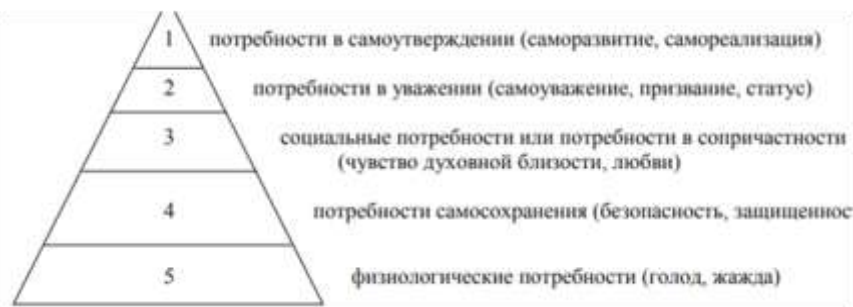 1 потребности в самоутверждении (саморазвитие, самореализация)
2 потребности в уважении (самоуважение, призвание, статус)
3 социальные потребности или потребности в сопричастности
(чувство духовной близости, любви)
4 потребности самосохранения (безопасность, защищеннос
5 физиологические потребности (голод, жажда)